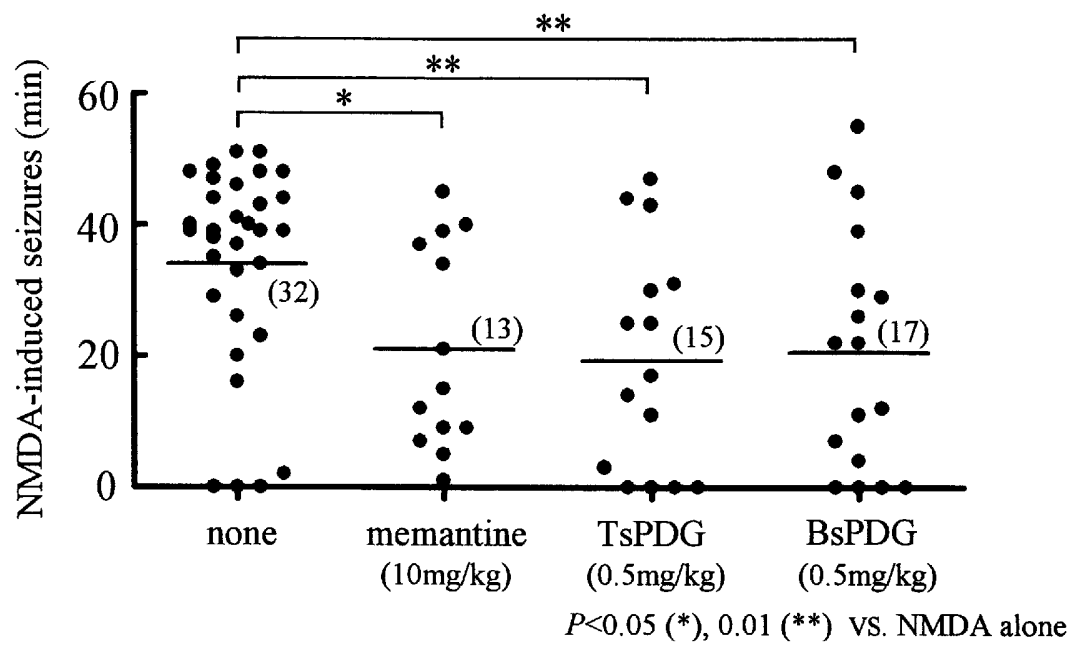 **
**
*
NMDA-induced seizures (min)
60
40
20
0
(32)
(13)
(15)
(17)
none
memantine
TsPDG
BsPDG
(10mg/kg)
(0.5mg/kg)
(0.5mg/kg)
P<0.05 (*), 0.01 (**) vs. NMDA alone